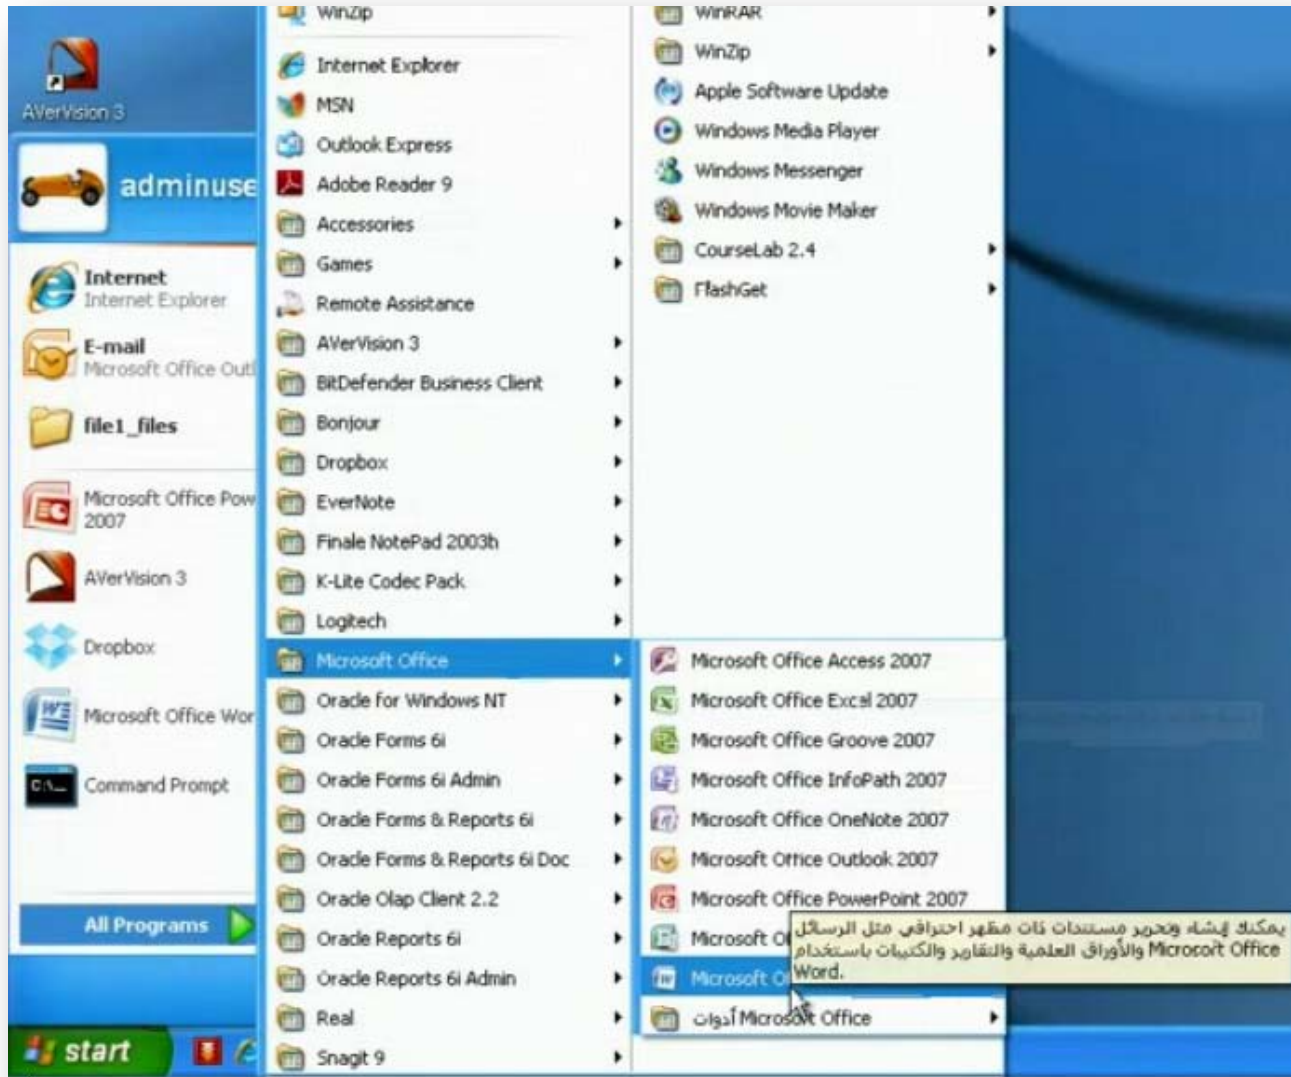 AVerVision 3
adminuse
Internet
Internet Explorer
E-mail
Microsoft Office Outl
file1_files
Microsoft Office Pow
2007
AVerVision 3
Dropbox
Microsoft Office Wor
Command Prompt
All Programs
start
WinZip
Internet Explorer
MSN
Outlook Express
Adobe Reader 9
Accessories
Games
Remote Assistance
AVerVision 3
BitDefender Business Client
Bonjour
Dropbox
EverNote
Finale NotePad 2003b
K-Lite Codec Pack
Logitech
Microsoft Office
Oracle for Windows NT
Oracle Forms 6i
Oracle Forms 6i Admin
Oracle Forms & Reports 6i
Oracle Forms & Reports 6i Doc
Oracle Olap Client 2.2
Oracle Reports 6i
Oracle Reports 6i Admin
Real
Snagit 9
WinRAR
WinZip
Apple Software Update
Windows Media Player
Windows Messenger
Windows Movie Maker
CourseLab 2.4
FlashGet
Microsoft Office Access 2007
Microsoft Office Excel 2007
Microsoft Office Groove 2007
Microsoft Office InfoPath 2007
Microsoft Office OneNote 2007
Microsoft Office Outlook 2007
Microsoft Office PowerPoint 2007
Microsoft O
Microsoft O
أدوات Microsoft Office
يمكنك إنشاء وتحرير مستندات ذات مظهر احترافي مثل الرسائل
والأوراق العلمية والتقارير والكتيبات باستخدام Microsoft Office
Word.